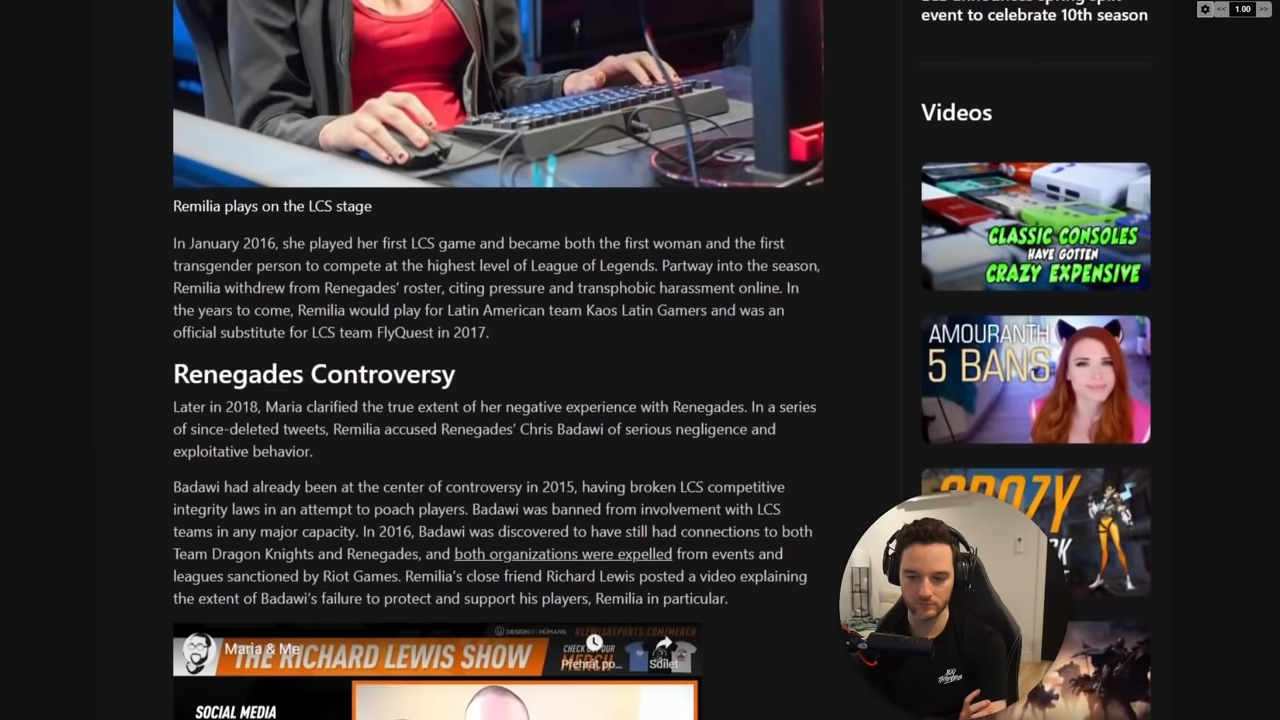 event to celebrate 10th season
<< 1.00 >>
Videos
CLASSIC CONSOLES
HAVE GOTTEN
CRAZY EXPENSIVE
AMOURANTH
5 BANS
Remilia plays on the LCS stage
In January 2016, she played her first LCS game and became both the first woman and the first
transgender person to compete at the highest level of League of Legends. Partway into the season,
Remilia withdrew from Renegades’ roster, citing pressure and transphobic harassment online. In
the years to come, Remilia would play for Latin American team Kaos Latin Gamers and was an
official substitute for LCS team FlyQuest in 2017.
Renegades Controversy
Later in 2018, Maria clarified the true extent of her negative experience with Renegades. In a series
of since-deleted tweets, Remilia accused Renegades’ Chris Badawi of serious negligence and
exploitative behavior.
Badawi had already been at the center of controversy in 2015, having broken LCS competitive
integrity laws in an attempt to poach players. Badawi was banned from involvement with LCS
teams in any major capacity. In 2016, Badawi was discovered to have still had connections to both
Team Dragon Knights and Renegades, and both organizations were expelled from events and
leagues sanctioned by Riot Games. Remilia’s close friend Richard Lewis posted a video explaining
the extent of Badawi’s failure to protect and support his players, Remilia in particular.
DESIGN BY HUMANS RLEWISREPORTS.COM/MERCH
Maria & Me
THE RICHARD LEWIS SHOW
CHECK OUR
MERCH
Přehrát po...
Sdílet
SOCIAL MEDIA